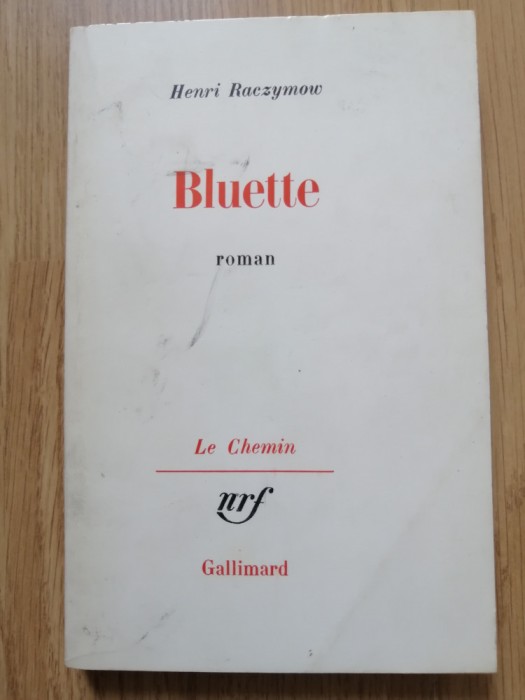 Henri Raczymow
Bluette
roman
Le Chemin
nrf
Gallimard